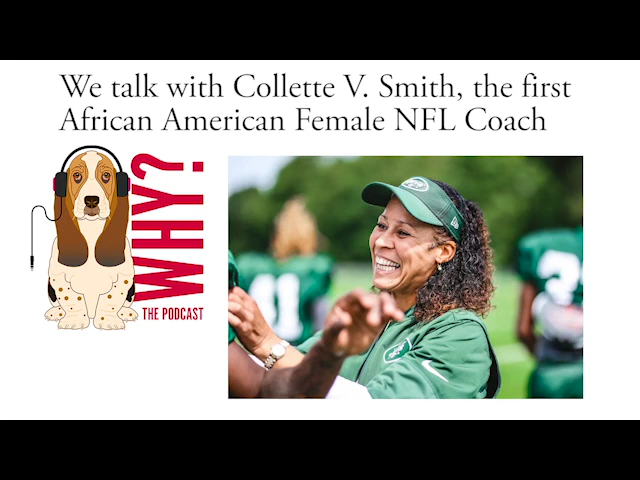 We talk with Collette V. Smith, the first
African American Female NFL Coach
WHY?
THE PODCAST